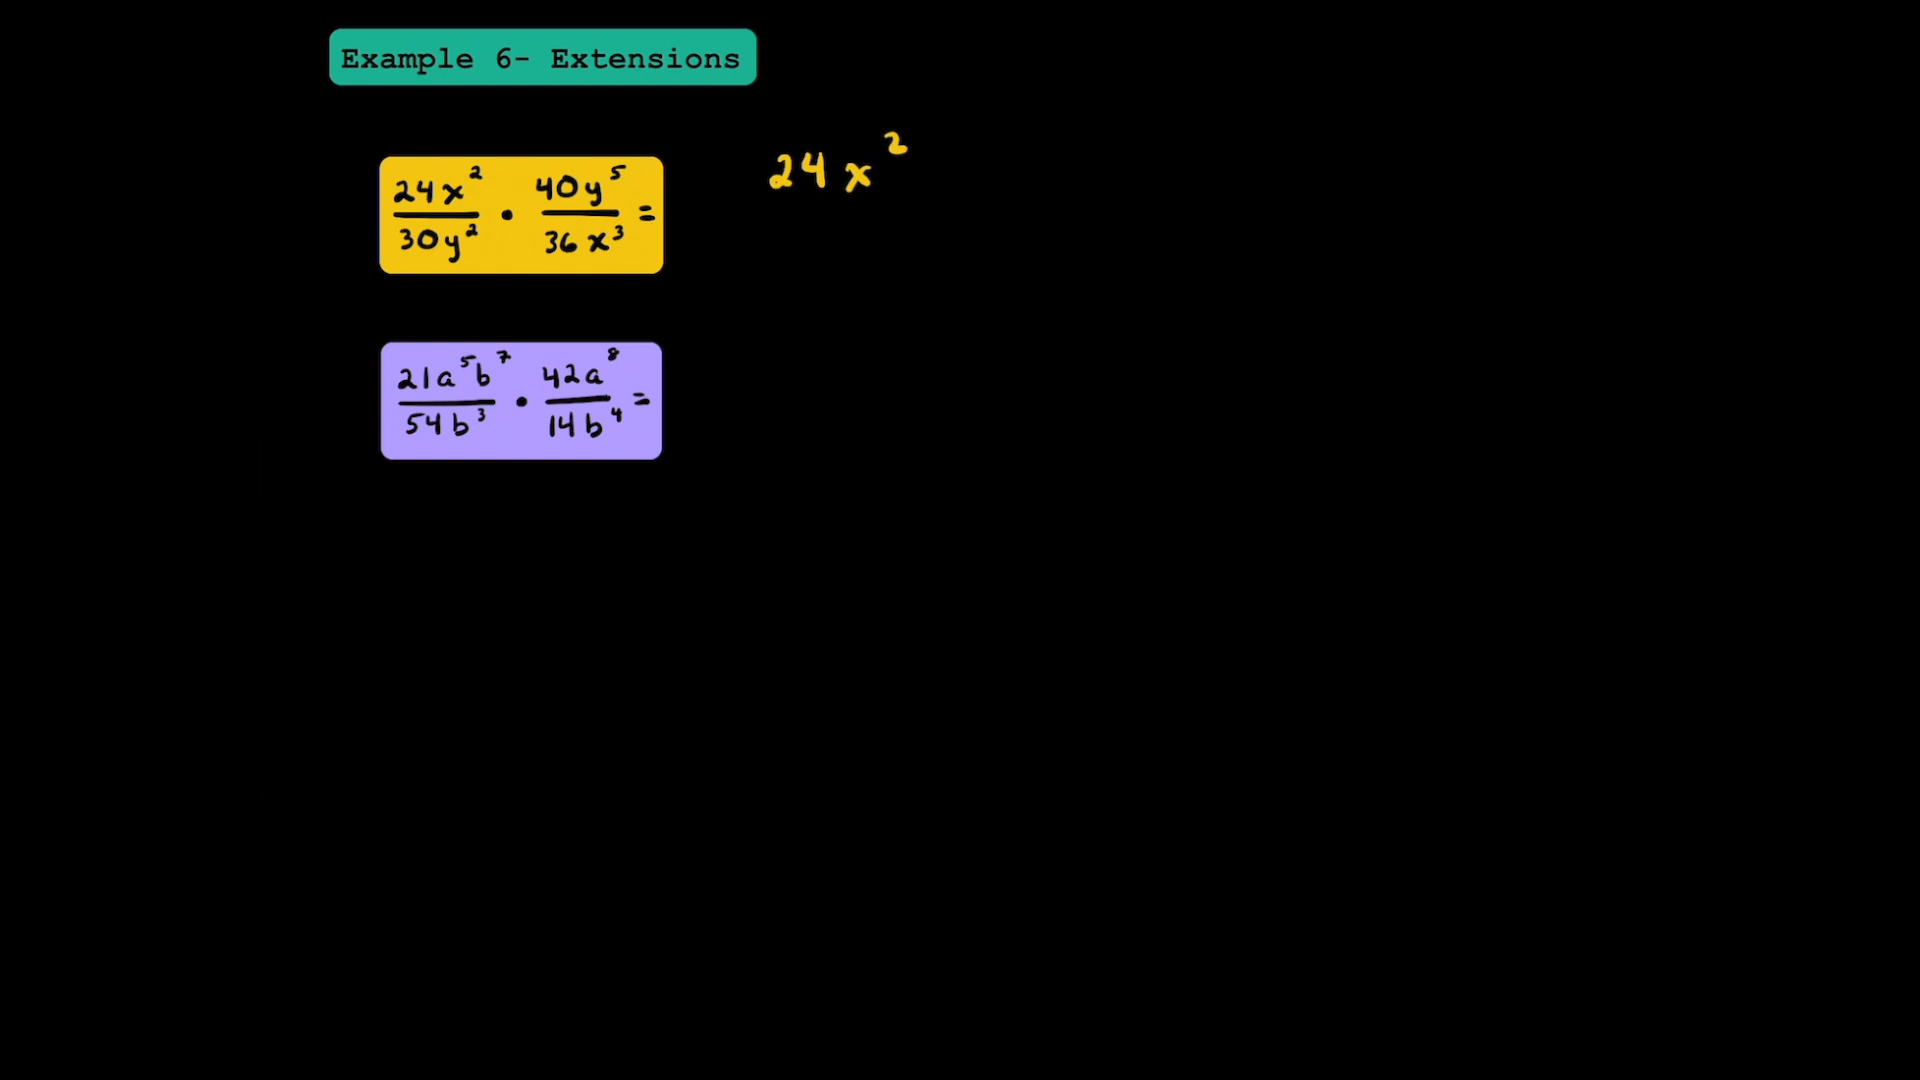 Example 6- Extensions
24x² / 30y² • 40y⁵ / 36x³ =
24x²
21a⁵b⁷ / 54b³ • 42a⁸ / 14b⁴ =